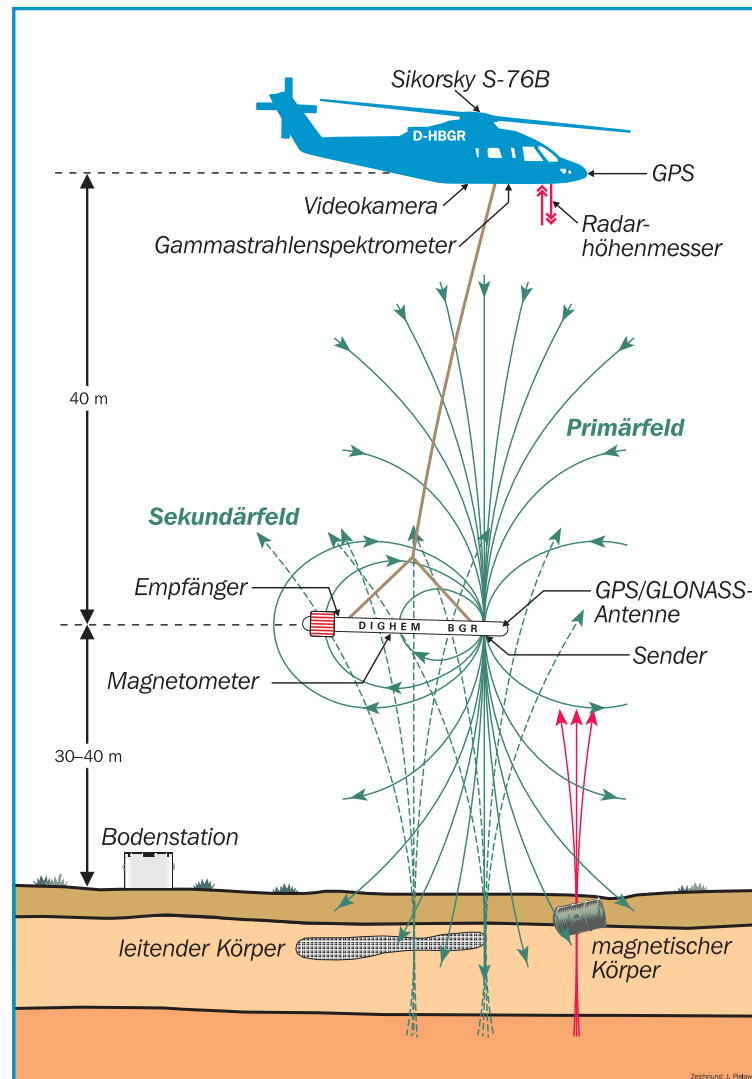 Sikorsky S-76B
D-HBGR
GPS
Videokamera
Gammastrahlenspektrometer
Radar-
höhenmesser
40 m
Primärfeld
Sekundärfeld
Empfänger
GPS/GLONASS-
Antenne
DIGHEM BGR
Sender
Magnetometer
30–40 m
Bodenstation
leitender Körper
magnetischer
Körper
Zeichnung: J.